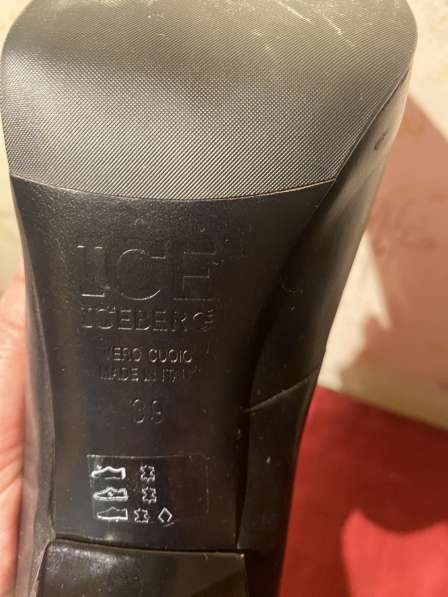 ICE
ICEBERG
VERO CUOIO
MADE IN ITALY
39